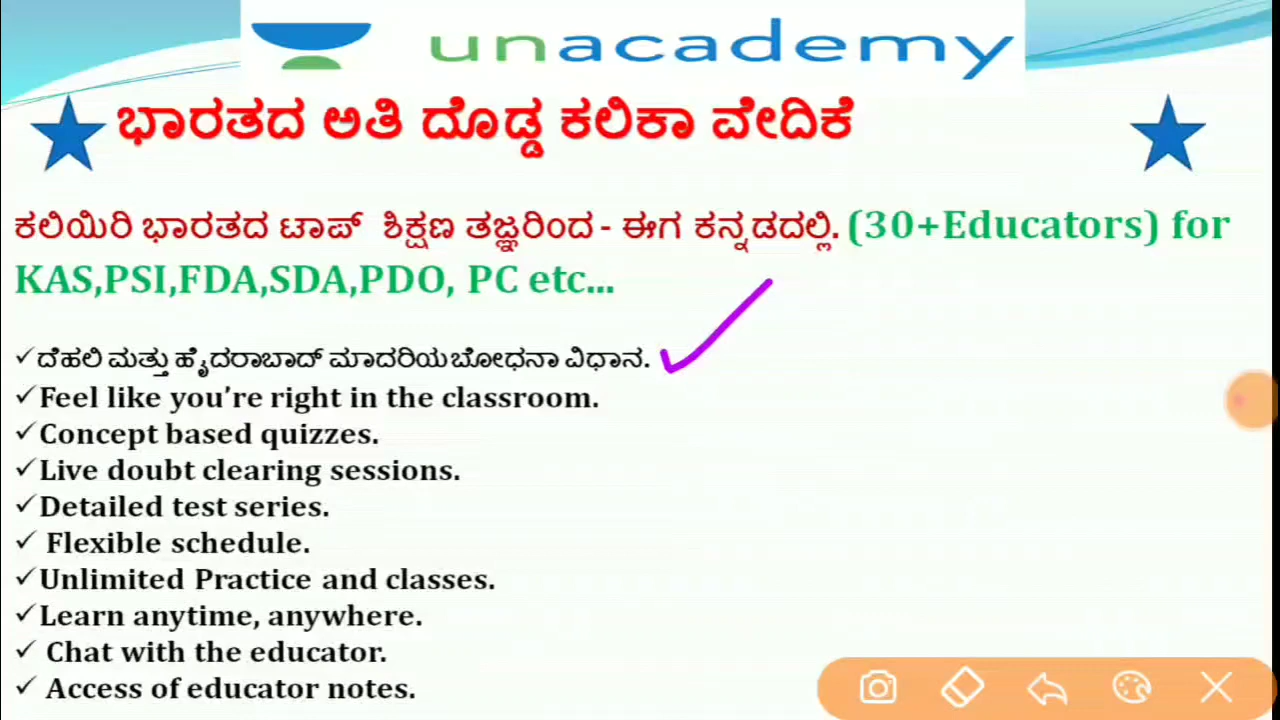 unacademy
ಭಾರತದ ಅತಿ ದೊಡ್ಡ ಕಲಿಕಾ ವೇದಿಕೆ
ಕಲಿಯಿರಿ ಭಾರತದ ಟಾಪ್ ಶಿಕ್ಷಣ ತಜ್ಞರಿಂದ - ಈಗ ಕನ್ನಡದಲ್ಲಿ. (30+Educators) for
KAS,PSI,FDA,SDA,PDO, PC etc...
✓ದೆಹಲಿ ಮತ್ತು ಹೈದರಾಬಾದ್ ಮಾದರಿಯ ಬೋಧನಾ ವಿಧಾನ.
✓Feel like you're right in the classroom.
✓Concept based quizzes.
✓Live doubt clearing sessions.
✓Detailed test series.
✓ Flexible schedule.
✓Unlimited Practice and classes.
✓Learn anytime, anywhere.
✓ Chat with the educator.
✓ Access of educator notes.